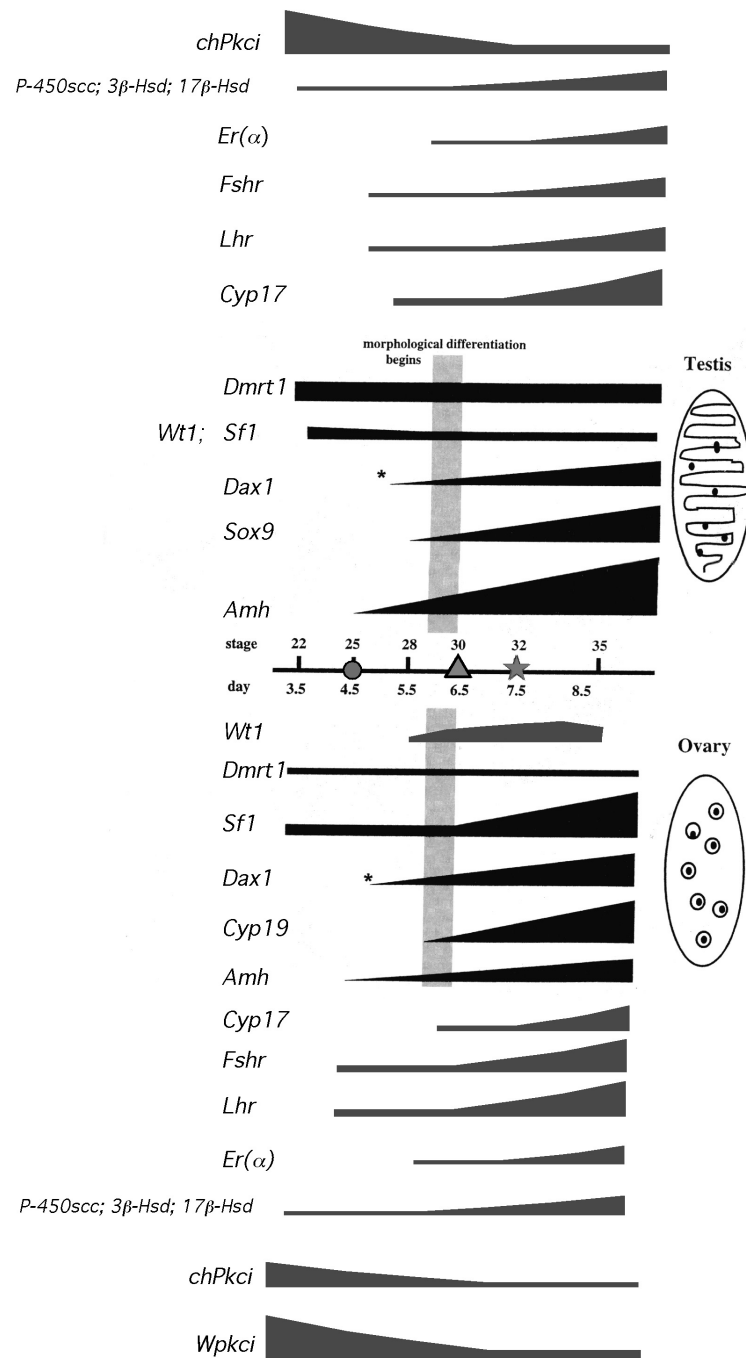 chPkci
P-450scc; 3β-Hsd; 17β-Hsd
Er(α)
Fshr
Lhr
Cyp17
morphological differentiation
begins
Testis
Dmrt1
Wt1; Sf1
* 
Dax1
Sox9
Amh
stage 22 25 28 30 32 35
day 3.5 4.5 5.5 6.5 7.5 8.5
Wt1
Ovary
Dmrt1
Sf1
*
Dax1
Cyp19
Amh
Cyp17
Fshr
Lhr
Er(α)
P-450scc; 3β-Hsd; 17β-Hsd
chPkci
Wpkci